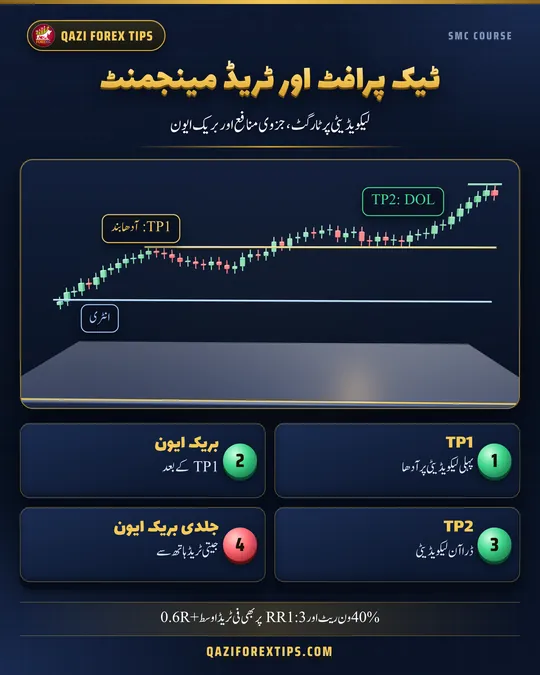 QAZI FOREX TIPS
SMC COURSE
ٹیک پرافٹ اور ٹریڈ مینجمنٹ
لیکویڈیٹی پر ٹارگٹ، جزوی منافع اور بریک ایون
TP2: DOL
TP1: آدھا بند
انٹری
TP1
1
پہلی لیکویڈیٹی پر آدھا
بریک ایون
2
TP1 کے بعد
TP2
3
ڈرا آن لیکویڈیٹی
جلدی بریک ایون
4
جیتی ٹریڈ ہاتھ سے
40% ون ریٹ اور RR1:3 پر بھی فی ٹریڈ اوسط +0.6R
QAZIFOREXTIPS.COM